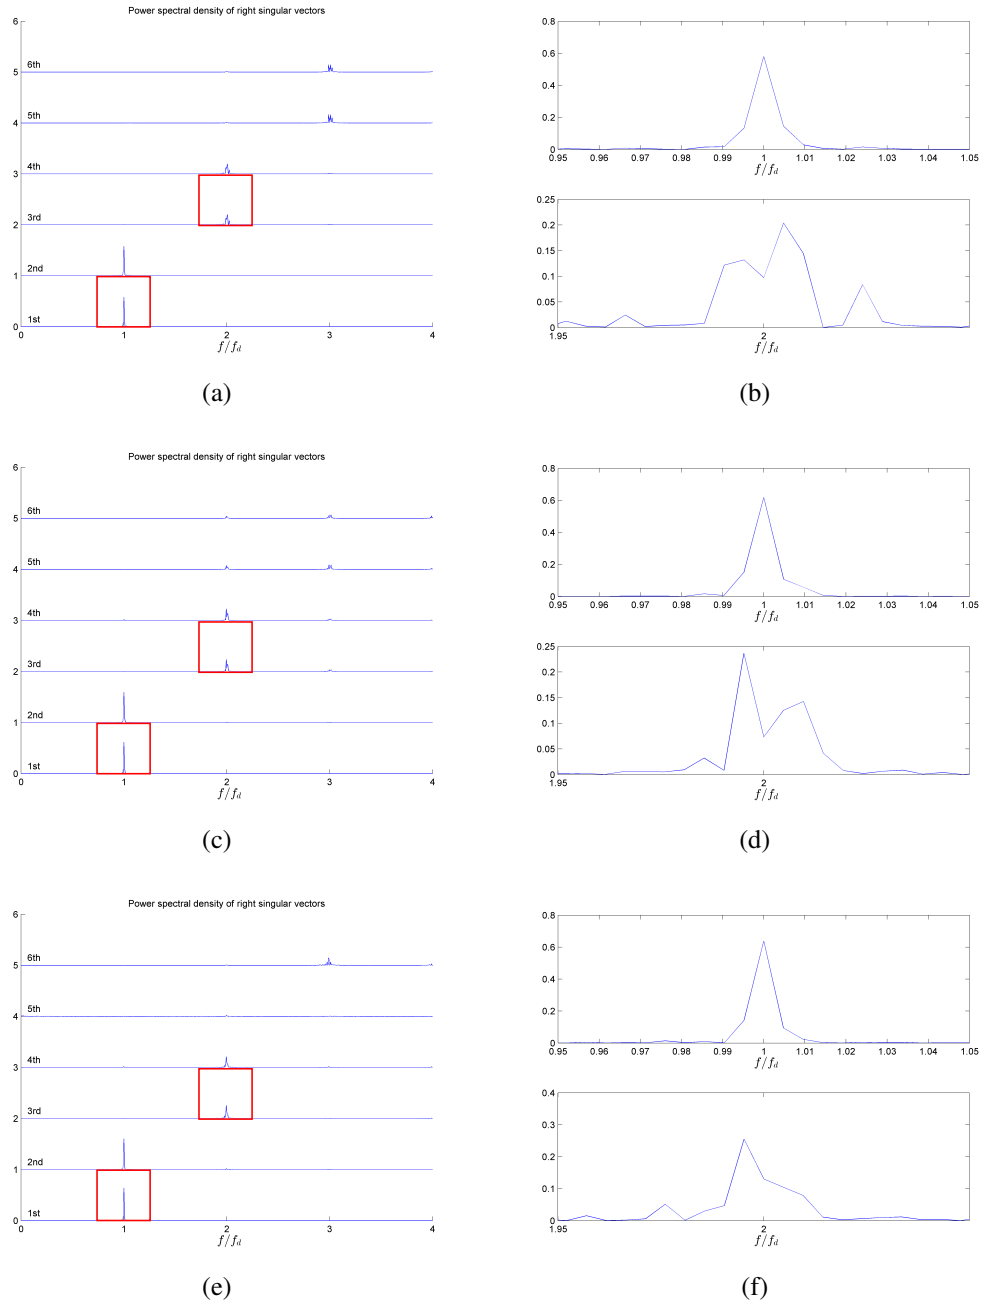 Power spectral density of right singular vectors
6
5
4
3
2
1
0
6th
5th
4th
3rd
2nd
1st
0 1 2 3 4
f/f_d
(a)
0.8
0.6
0.4
0.2
0
0.95 0.96 0.97 0.98 0.99 1 1.01 1.02 1.03 1.04 1.05
f/f_d
0.25
0.2
0.15
0.1
0.05
0
1.95 2
f/f_d
(b)
Power spectral density of right singular vectors
6
5
4
3
2
1
0
6th
5th
4th
3rd
2nd
1st
0 1 2 3 4
f/f_d
(c)
0.8
0.6
0.4
0.2
0
0.95 0.96 0.97 0.98 0.99 1 1.01 1.02 1.03 1.04 1.05
f/f_d
0.25
0.2
0.15
0.1
0.05
0
1.95 2
f/f_d
(d)
Power spectral density of right singular vectors
6
5
4
3
2
1
0
6th
5th
4th
3rd
2nd
1st
0 1 2 3 4
f/f_d
(e)
0.8
0.6
0.4
0.2
0
0.95 0.96 0.97 0.98 0.99 1 1.01 1.02 1.03 1.04 1.05
f/f_d
0.4
0.3
0.2
0.1
0
1.95 2
f/f_d
(f)